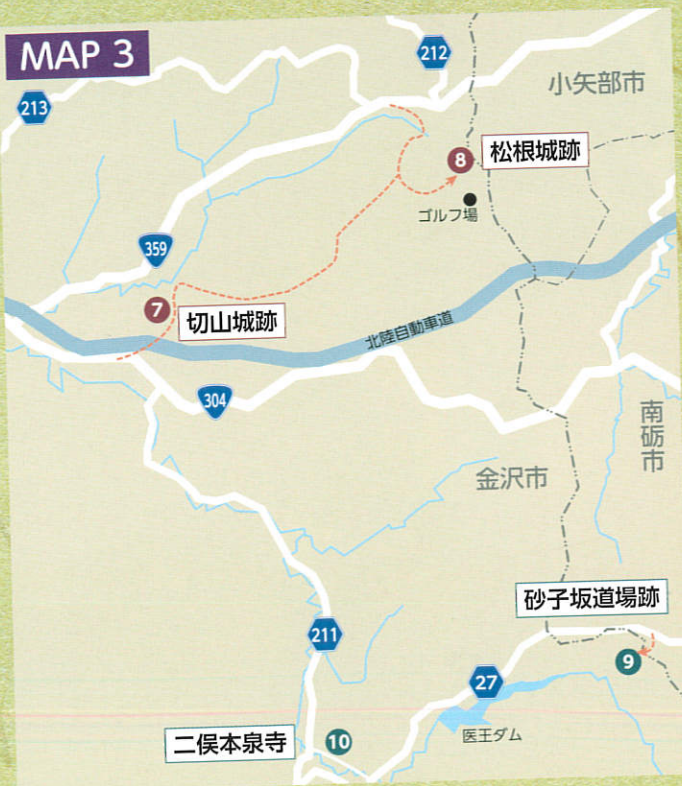 MAP 3
212
213
小矢部市
8
松根城跡
ゴルフ場
359
7
切山城跡
北陸自動車道
304
南砺市
金沢市
砂子坂道場跡
211
9
27
二俣本泉寺
10
医王ダム